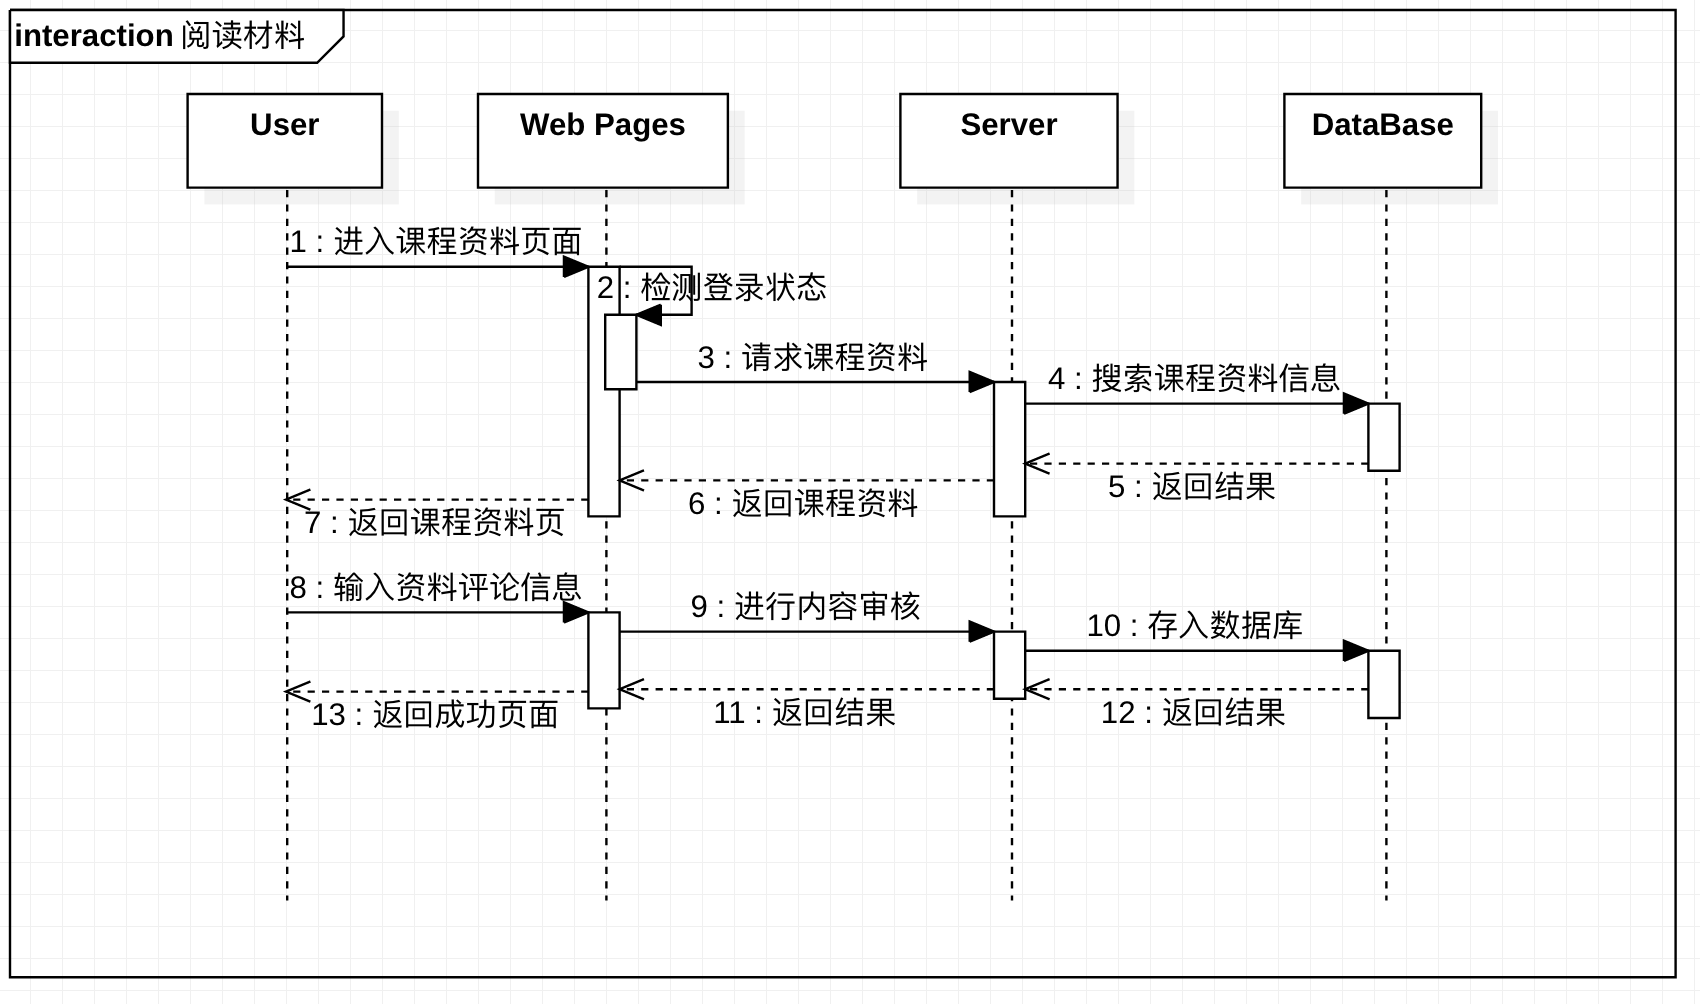 interaction 阅读材料
User
Web Pages
Server
DataBase
1 : 进入课程资料页面
2 : 检测登录状态
3 : 请求课程资料
4 : 搜索课程资料信息
5 : 返回结果
6 : 返回课程资料
7 : 返回课程资料页
8 : 输入资料评论信息
9 : 进行内容审核
10 : 存入数据库
11 : 返回结果
12 : 返回结果
13 : 返回成功页面